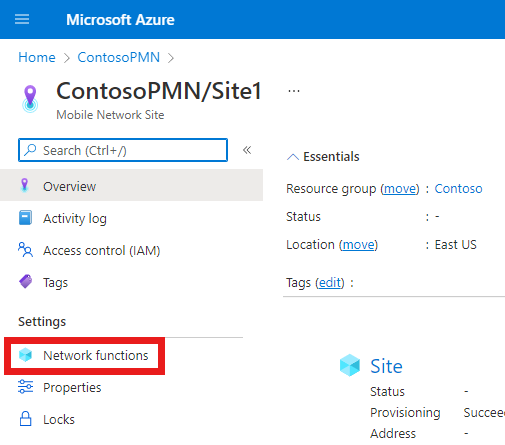 Microsoft Azure
Home > ContosoPMN >
ContosoPMN/Site1 ...
Mobile Network Site
Search (Ctrl+/)
Overview
Activity log
Access control (IAM)
Tags
Settings
Network functions
Properties
Locks
Essentials
Resource group (move) : Contoso
Status : -
Location (move) : East US
Tags (edit) :
Site
Status -
Provisioning Succee
Address -